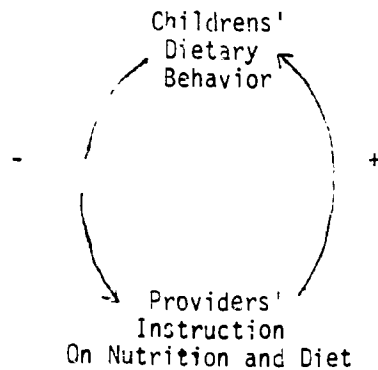 Childrens'
Dietary
Behavior
- +
Providers'
Instruction
On Nutrition and Diet